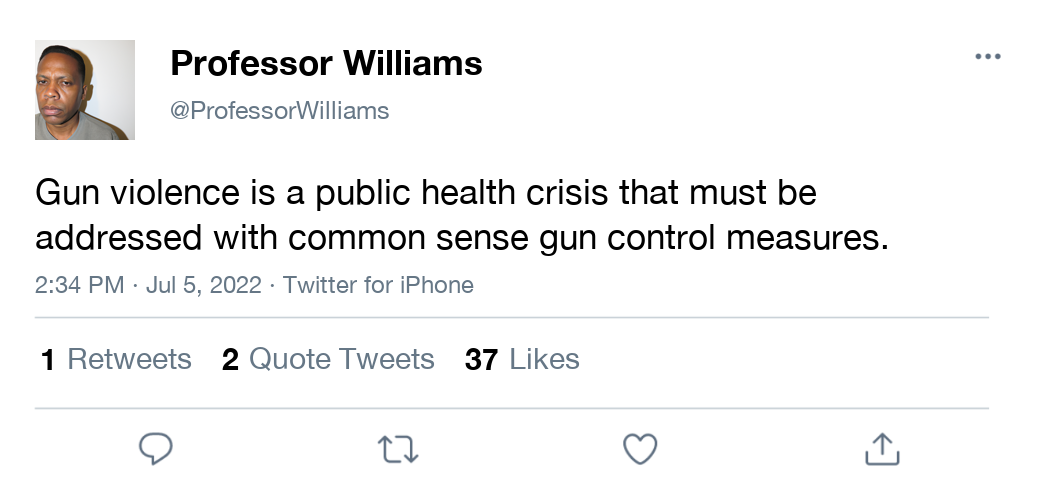 Professor Williams
@ProfessorWilliams
Gun violence is a public health crisis that must be
addressed with common sense gun control measures.
2:34 PM · Jul 5, 2022 · Twitter for iPhone
1 Retweets 2 Quote Tweets 37 Likes